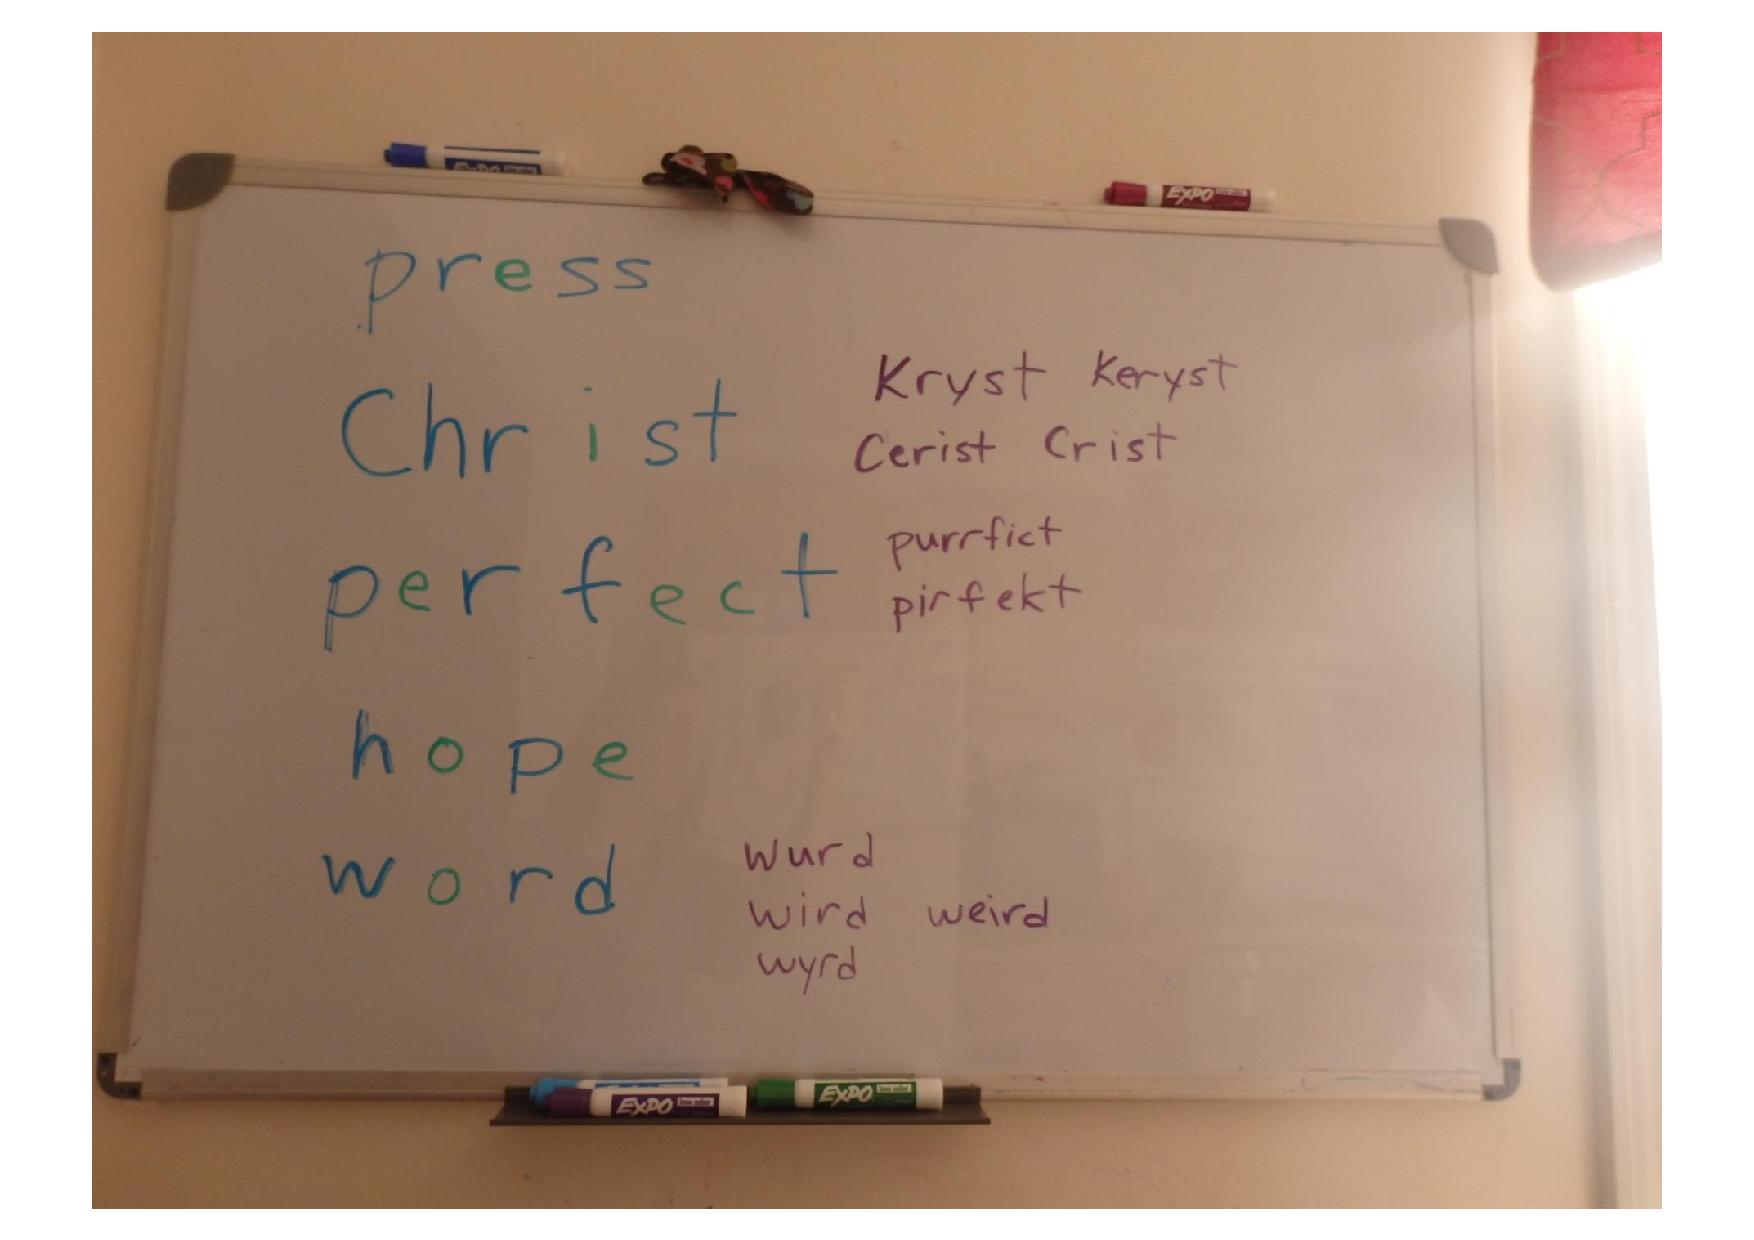 EXPO
EXPO
press
Christ Kryst Keryst
Cerist Crist
perfect purrfict
pirfekt
hope
word wurd
wird weird
wyrd
EXPO EXPO